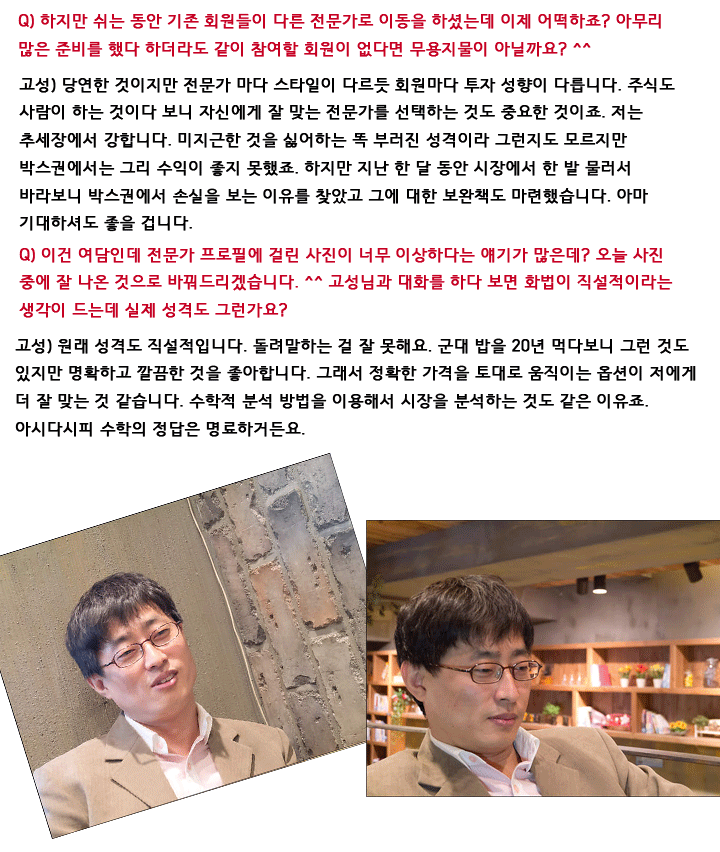 Q) 하지만 쉬는 동안 기존 회원들이 다른 전문가로 이동을 하셨는데 이제 어떡하죠? 아무리
많은 준비를 했다 하더라도 같이 참여할 회원이 없다면 무용지물이 아닐까요? ^^
고성) 당연한 것이지만 전문가 마다 스타일이 다르듯 회원마다 투자 성향이 다릅니다. 주식도
사람이 하는 것이다 보니 자신에게 잘 맞는 전문가를 선택하는 것도 중요한 것이죠. 저는
추세장에서 강합니다. 미지근한 것을 싫어하는 똑 부러진 성격이라 그런지도 모르지만
박스권에서는 그리 수익이 좋지 못했죠. 하지만 지난 한 달 동안 시장에서 한 발 물러서
바라보니 박스권에서 손실을 보는 이유를 찾았고 그에 대한 보완책도 마련했습니다. 아마
기대하셔도 좋을 겁니다.
Q) 이건 여담인데 전문가 프로필에 걸린 사진이 너무 이상하다는 얘기가 많은데? 오늘 사진
중에 잘 나온 것으로 바꿔드리겠습니다. ^^ 고성님과 대화를 하다 보면 화법이 직설적이라는
생각이 드는데 실제 성격도 그런가요?
고성) 원래 성격도 직설적입니다. 돌려말하는 걸 잘 못해요. 군대 밥을 20년 먹다보니 그런 것도
있지만 명확하고 깔끔한 것을 좋아합니다. 그래서 정확한 가격을 토대로 움직이는 옵션이 저에게
더 잘 맞는 것 같습니다. 수학적 분석 방법을 이용해서 시장을 분석하는 것도 같은 이유죠.
아시다시피 수학의 정답은 명료하거든요.